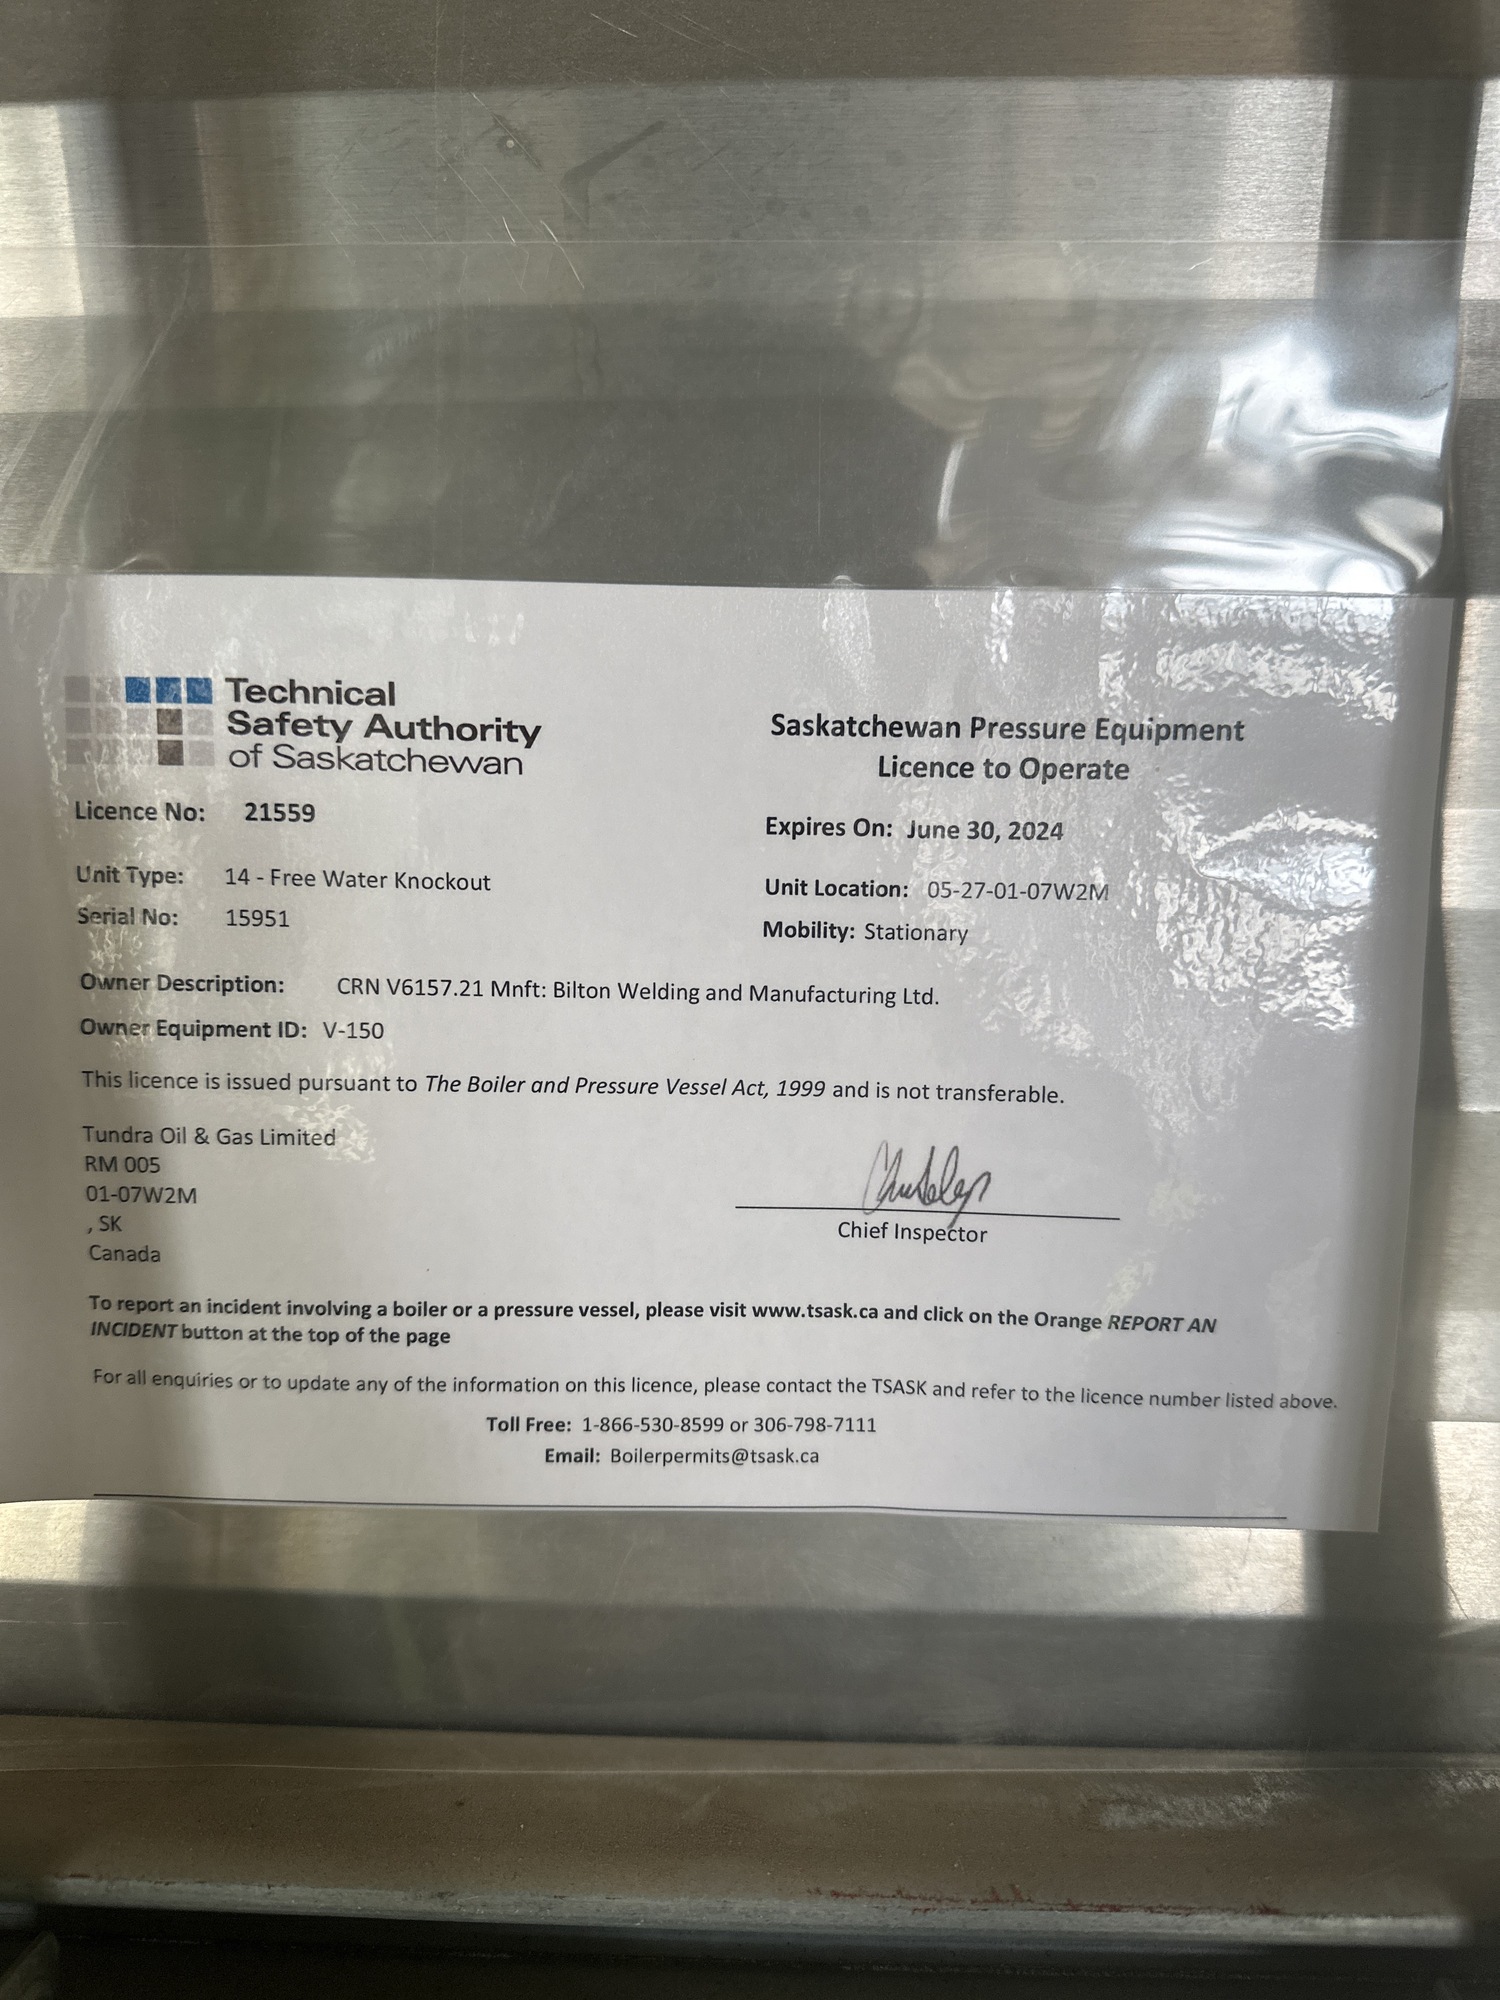 Technical
Safety Authority
of Saskatchewan
Saskatchewan Pressure Equipment
Licence to Operate
Licence No: 21559
Expires On: June 30, 2024
Unit Type: 14 - Free Water Knockout
Unit Location: 05-27-01-07W2M
Serial No: 15951
Mobility: Stationary
Owner Description: CRN V6157.21 Mnft: Bilton Welding and Manufacturing Ltd.
Owner Equipment ID: V-150
This licence is issued pursuant to The Boiler and Pressure Vessel Act, 1999 and is not transferable.
Tundra Oil & Gas Limited
RM 005
01-07W2M
, SK
Canada
Chief Inspector
To report an incident involving a boiler or a pressure vessel, please visit www.tsask.ca and click on the Orange REPORT AN
INCIDENT button at the top of the page
For all enquiries or to update any of the information on this licence, please contact the TSASK and refer to the licence number listed above.
Toll Free: 1-866-530-8599 or 306-798-7111
Email: Boilerpermits@tsask.ca